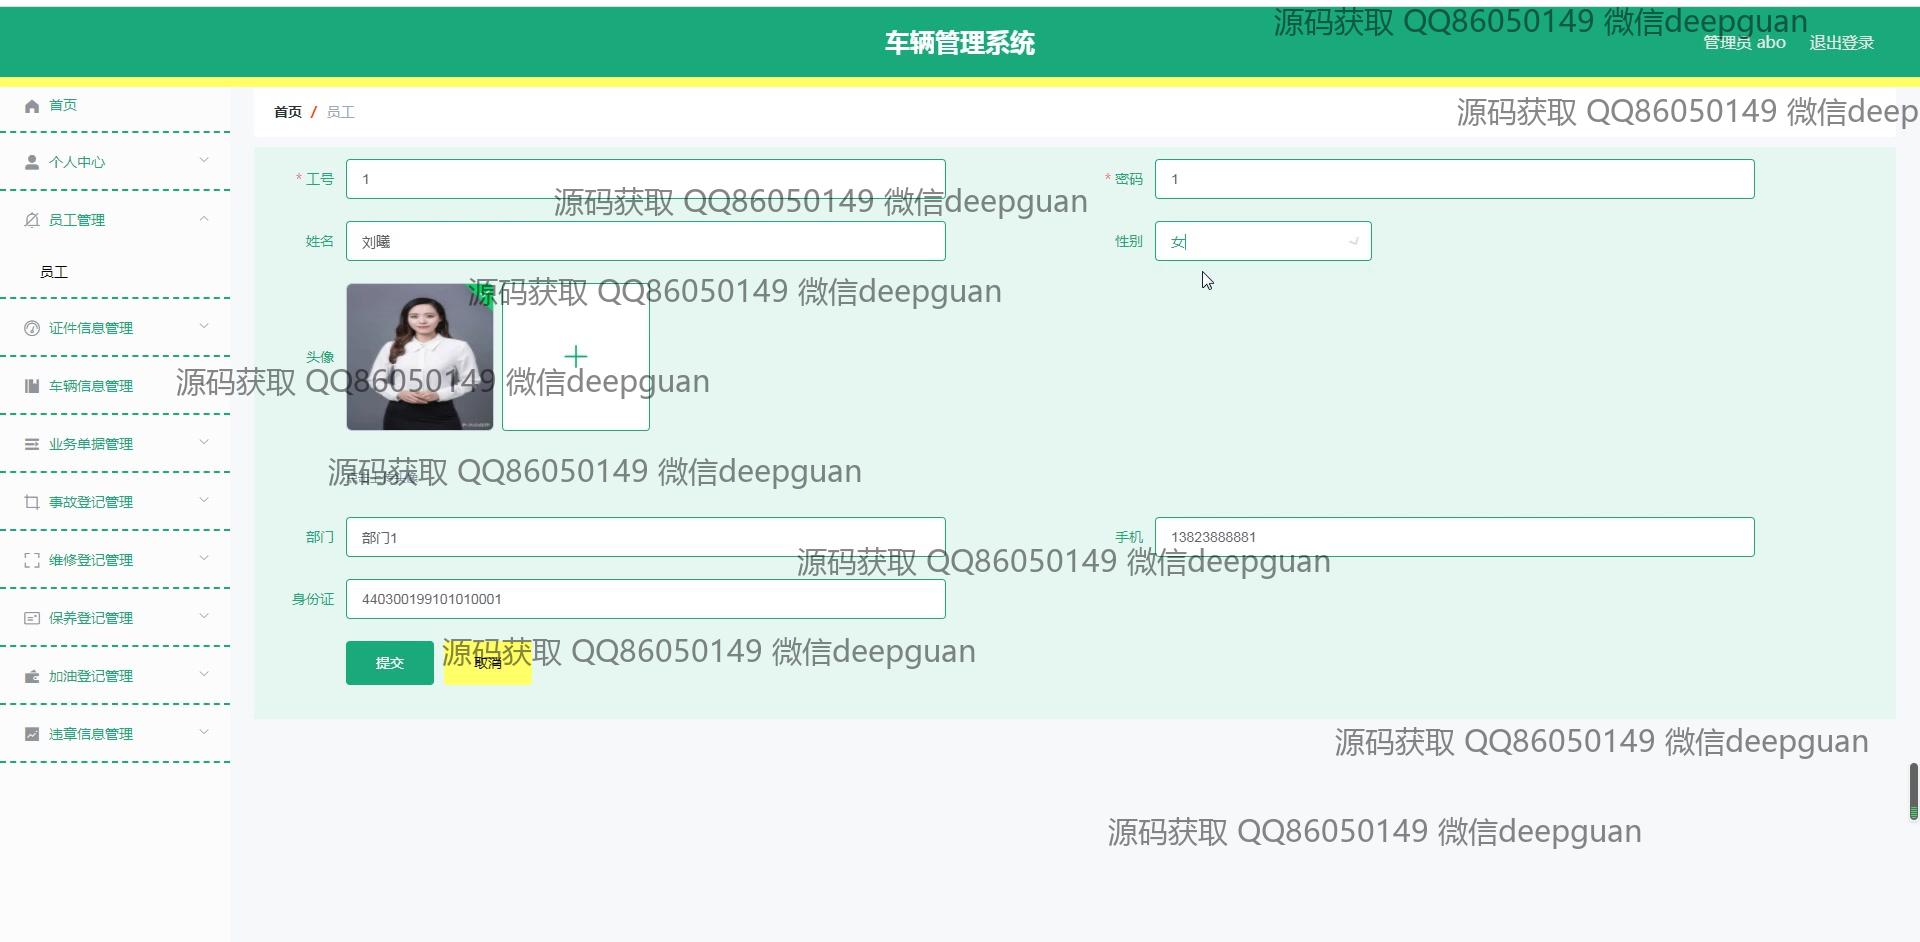 源码获取 QQ86050149 微信deepguan
车辆管理系统
管理员 abo 退出登录
首页
首页 / 员工
源码获取 QQ86050149 微信deep
个人中心
* 工号 1
* 密码 1
源码获取 QQ86050149 微信deepguan
员工管理
姓名 刘曦
性别 女
员工
源码获取 QQ86050149 微信deepguan
证件信息管理
头像
车辆信息管理
源码获取 QQ86050149 微信deepguan
业务单据管理
源码获取 QQ86050149 微信deepguan
事故登记管理
部门 部门1
手机 13823888881
源码获取 QQ86050149 微信deepguan
维修登记管理
身份证 440300199101010001
保养登记管理
源码获取 QQ86050149 微信deepguan
提交
取消
加油登记管理
违章信息管理
源码获取 QQ86050149 微信deepguan
源码获取 QQ86050149 微信deepguan